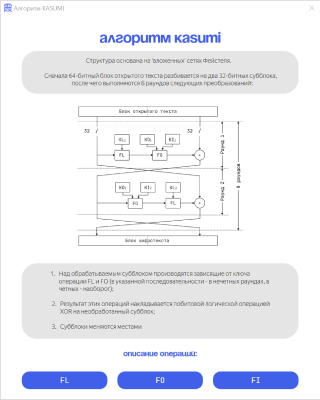 Алгоритм KASUMI
алгоритм kasumi
Структура основана на 'вложенных' сетях Фейстеля.
Сначала 64-битный блок открытого текста разбивается на два 32-битных субблока,
после чего выполняются 8 раундов следующих преобразований:
Блок открытого текста
32 32
KL₁ KO₁ KI₁
FL FO +
Раунд 1
8 раундов
KO₂ KI₂ KL₂
FO FL +
Раунд 2
Блок шифротекста
1. Над обрабатываемым субблоком производятся зависящие от ключа
операции FL и FO (в указанной последовательности - в нечетных раундах, в
четных - наоборот);
2. Результат этих операций накладывается побитовой логической операцией
XOR на необработанный субблок;
3. Субблоки меняются местами
описание операций:
FL FO FI